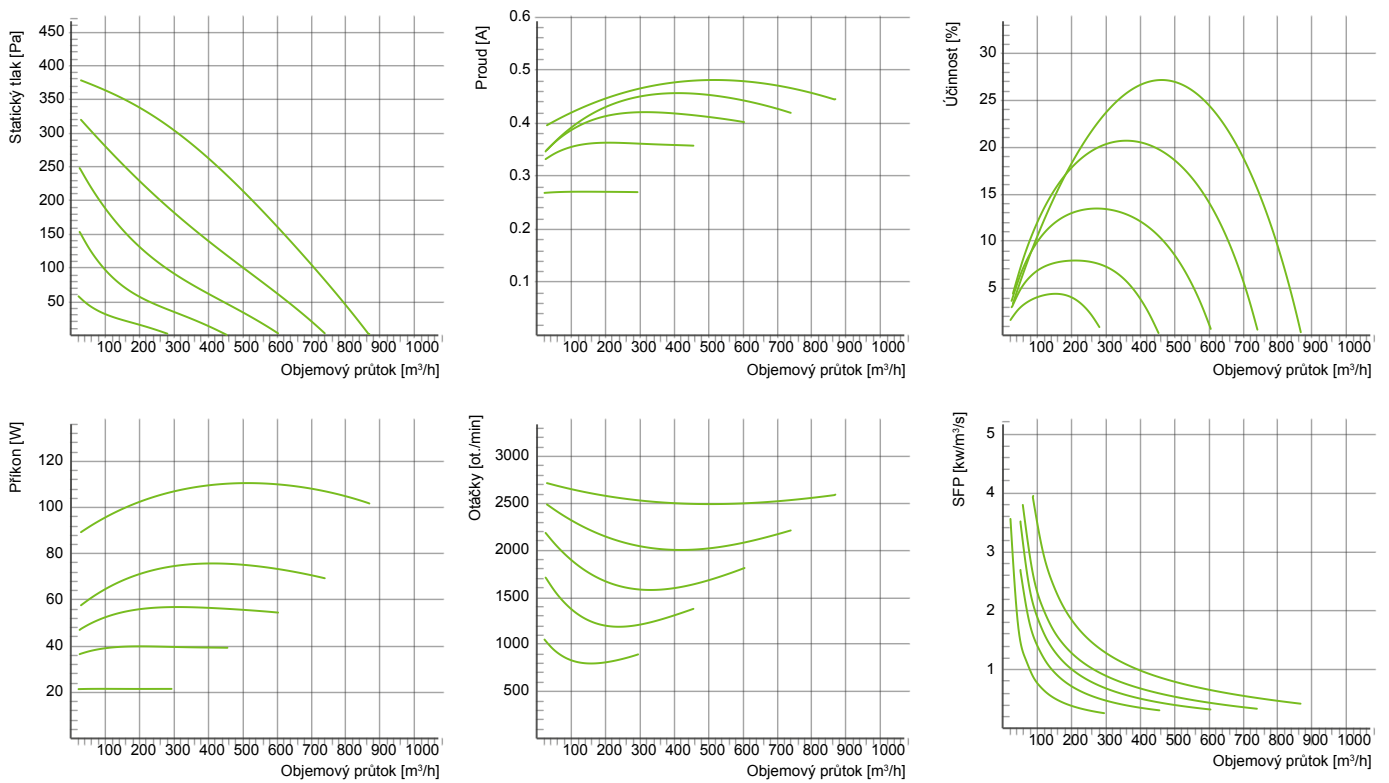 Statický tlak [Pa]
450
400
350
300
250
200
150
100
50
100 200 300 400 500 600 700 800 900 1000
Objemový průtok [m³/h]
Proud [A]
0.6
0.5
0.4
0.3
0.2
0.1
100 200 300 400 500 600 700 800 900 1000
Objemový průtok [m³/h]
Účinnost [%]
30
25
20
15
10
5
100 200 300 400 500 600 700 800 900 1000
Objemový průtok [m³/h]
Příkon [W]
120
100
80
60
40
20
100 200 300 400 500 600 700 800 900 1000
Objemový průtok [m³/h]
Otáčky [ot./min]
3000
2500
2000
1500
1000
500
100 200 300 400 500 600 700 800 900 1000
Objemový průtok [m³/h]
SFP [kw/m³/s]
5
4
3
2
1
100 200 300 400 500 600 700 800 900 1000
Objemový průtok [m³/h]